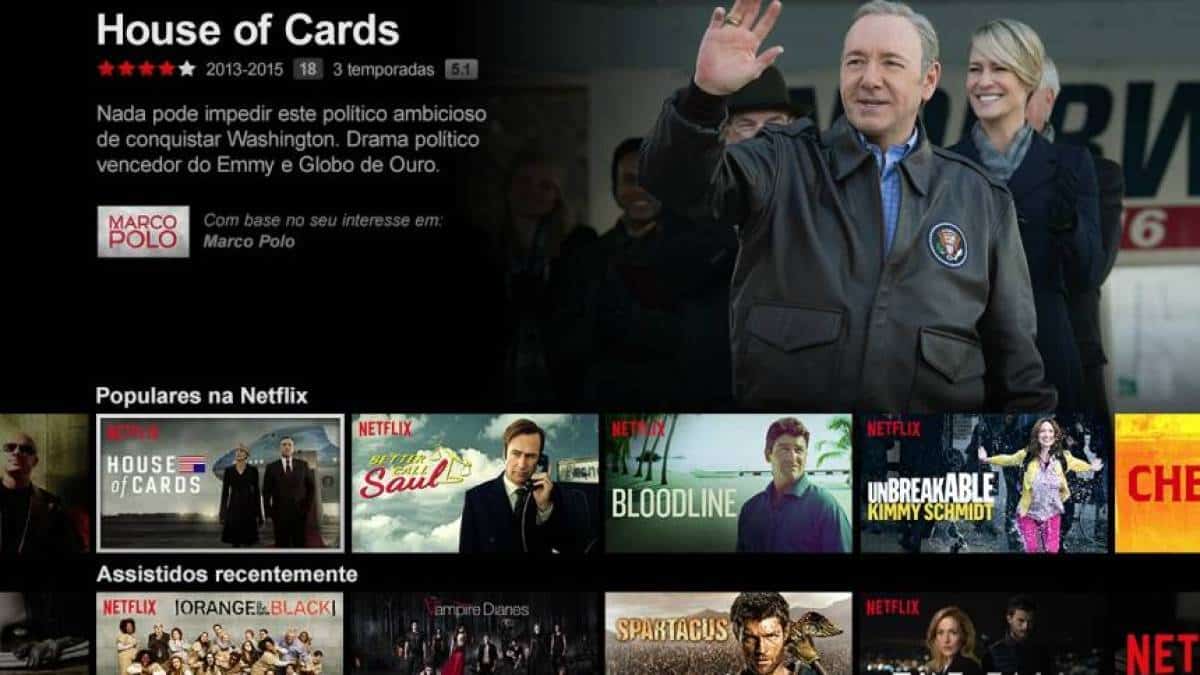 House of Cards
2013-2015 18 3 temporadas 5.1
Nada pode impedir este político ambicioso
de conquistar Washington. Drama político
vencedor do Emmy e Globo de Ouro.
MARCO
POLO
Com base no seu interesse em:
Marco Polo
6
Populares na Netflix
NETFLIX
HOUSE
of CARDS
NETFLIX
BETTER
CALL
Saul
NETFLIX
BLOODLINE
NETFLIX
UNBREAKABLE
KIMMY SCHMIDT
CHE
Assistidos recentemente
NETFLIX
ORANGE IS THE NEW BLACK
Vampire Diaries
SPARTACUS
NETFLIX
NET